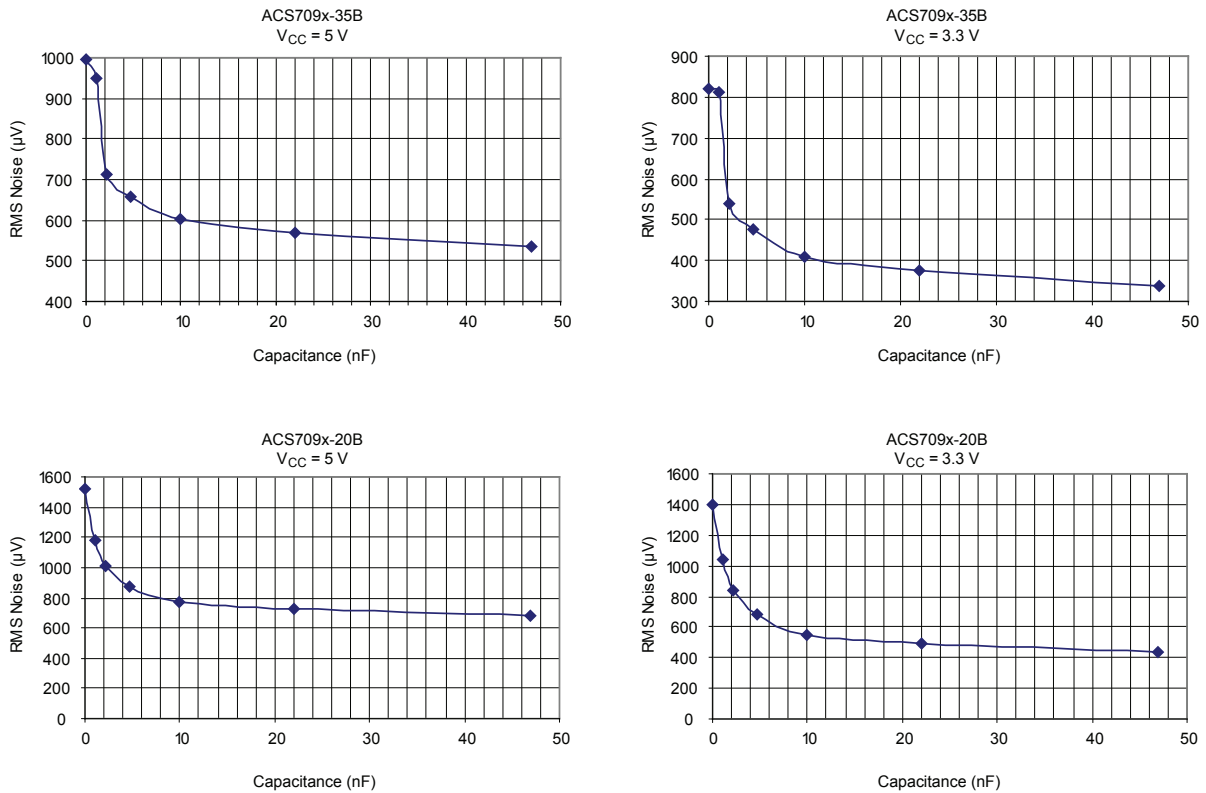 ACS709x-35B
V_CC = 5 V
1000
900
800
700
600
500
400
RMS Noise (µV)
0 10 20 30 40 50
Capacitance (nF)
ACS709x-35B
V_CC = 3.3 V
900
800
700
600
500
400
300
RMS Noise (µV)
0 10 20 30 40 50
Capacitance (nF)
ACS709x-20B
V_CC = 5 V
1600
1400
1200
1000
800
600
400
200
0
RMS Noise (µV)
0 10 20 30 40 50
Capacitance (nF)
ACS709x-20B
V_CC = 3.3 V
1600
1400
1200
1000
800
600
400
200
0
RMS Noise (µV)
0 10 20 30 40 50
Capacitance (nF)